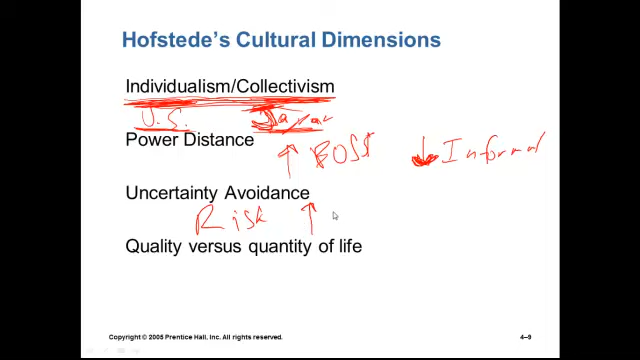 Hofstede's Cultural Dimensions
Individualism/Collectivism
U.S. Japan
Power Distance
↑ BOSS ↓ Informal
Uncertainty Avoidance
Risk ↑
Quality versus quantity of life
Copyright © 2005 Prentice Hall, Inc. All rights reserved. 4–9